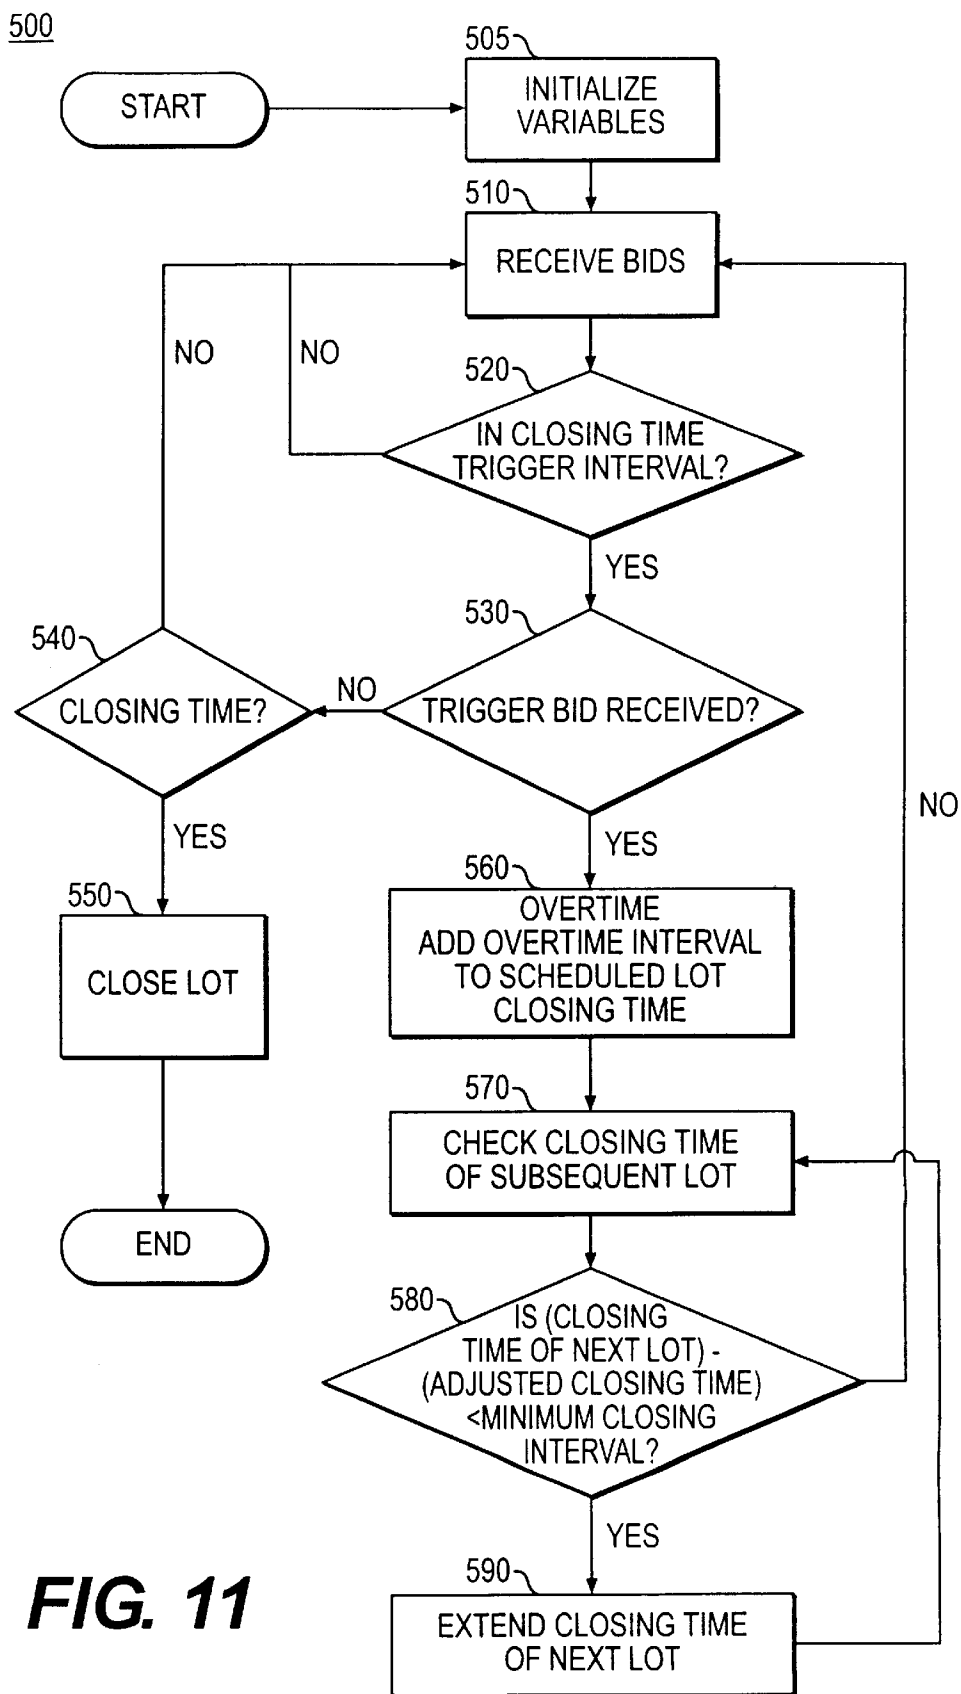 500
505
START
INITIALIZE
VARIABLES
510
RECEIVE BIDS
NO
NO
520
IN CLOSING TIME
TRIGGER INTERVAL?
YES
530
540
CLOSING TIME?
NO
TRIGGER BID RECEIVED?
NO
YES
YES
550
560
CLOSE LOT
OVERTIME
ADD OVERTIME INTERVAL
TO SCHEDULED LOT
CLOSING TIME
570
CHECK CLOSING TIME
OF SUBSEQUENT LOT
END
580
IS (CLOSING
TIME OF NEXT LOT) -
(ADJUSTED CLOSING TIME)
<MINIMUM CLOSING
INTERVAL?
YES
590
EXTEND CLOSING TIME
OF NEXT LOT
FIG. 11